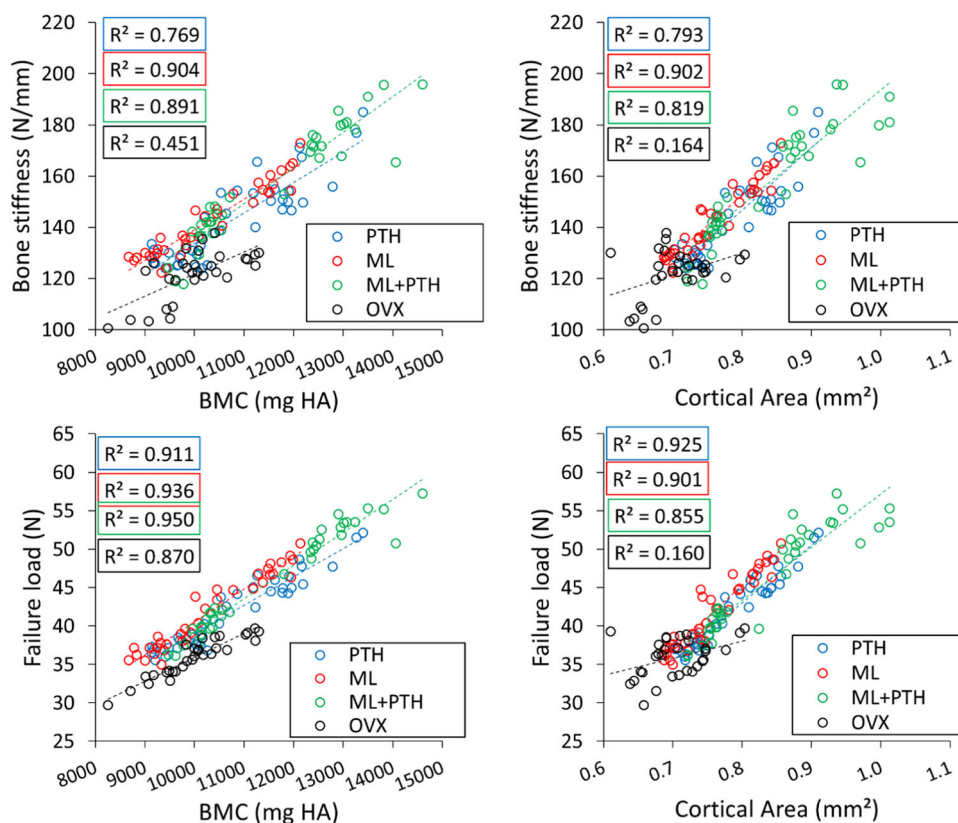 220
200
180
160
140
120
100
Bone stiffness (N/mm)
R² = 0.769
R² = 0.904
R² = 0.891
R² = 0.451
PTH
ML
ML+PTH
OVX
8000 9000 10000 11000 12000 13000 14000 15000
BMC (mg HA)
220
200
180
160
140
120
100
Bone stiffness (N/mm)
R² = 0.793
R² = 0.902
R² = 0.819
R² = 0.164
PTH
ML
ML+PTH
OVX
0.6 0.7 0.8 0.9 1.0 1.1
Cortical Area (mm²)
65
60
55
50
45
40
35
30
25
Failure load (N)
R² = 0.911
R² = 0.936
R² = 0.950
R² = 0.870
PTH
ML
ML+PTH
OVX
8000 9000 10000 11000 12000 13000 14000 15000
BMC (mg HA)
65
60
55
50
45
40
35
30
25
Failure load (N)
R² = 0.925
R² = 0.901
R² = 0.855
R² = 0.160
PTH
ML
ML+PTH
OVX
0.6 0.7 0.8 0.9 1.0 1.1
Cortical Area (mm²)